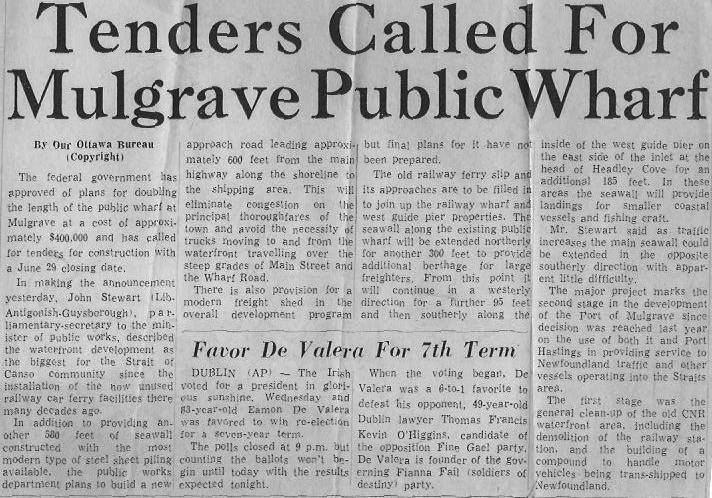 Tenders Called For
Mulgrave Public Wharf
By Our Ottawa Bureau
(Copyright)
The federal government has
approved of plans for doubling
the length of the public wharf at
Mulgrave at a cost of approxi-
mately $400,000 and has called
for tenders for construction with
a June 29 closing date.
In making the announcement
yesterday, John Stewart (Lib-
Antigonish-Guysborough), par-
liamentary-secretary to the min-
ister of public works, described
the waterfront development as
the biggest for the Strait of
Canso Community since the
installation of the now unused
railway car ferry facilities there
many decades ago.
In addition to providing an-
other 580 feet of seawall
constructed with the most
modern type of steel sheet piling
available, the public works
department plans to build a new
approach road leading approxi-
mately 600 feet from the main
highway along the shoreline to
the shipping area. This will
eliminate congestion on the
principal thoroughfares of the
town and avoid the necessity of
trucks moving to and from the
waterfront travelling over the
steep grades of Main Street and
the Wharf Road.
There is also provision for a
modern freight shed in the
overall development program
but final plans for it have not
been prepared.
The old railway ferry slip and
its approaches are to be filled in
to join up the railway wharf and
west guide pier properties. The
seawall along the existing public
wharf will be extended northerly
for another 300 feet to provide
additional berthage for large
freighters. From this point it
will continue in a westerly
direction for a further 95 feet
and then southerly along the
inside of the west guide pier on
the east side of the inlet at the
head of Headley Cove for an
additional 185 feet. In these
areas the seawall will provide
landings for smaller coastal
vessels and fishing craft.
Mr. Stewart said as traffic
increases the main seawall could
be extended in the opposite
southerly direction with appar-
ent little difficulty.
The major project marks the
second stage in the development
of the Port of Mulgrave since
decision was reached last year
on the use of both it and Port
Hastings in providing service to
Newfoundland traffic and other
vessels operating into the Straits
area.
The first stage was the
general clean-up of the old CNR
waterfront area, including the
demolition of the railway sta-
tion, and the building of a
compound to handle motor
vehicles being trans-shipped to
Newfoundland.
Favor De Valera For 7th Term
DUBLIN (AP) — The Irish
voted for a president in glori-
ous sunshine, Wednesday and
83-year-old Eamon De Valera
was favored to win re-election
for a seven-year term.
The polls closed at 9 p.m. but
counting the ballots won't be-
gin until today with the results
expected tonight.
When the voting began, De
Valera was a 6-to-1 favorite to
defeat his opponent, 49-year-old
Dublin lawyer Thomas Francis
Kevin O'Higgins, candidate of
the opposition Fine Gael party.
De Valera is founder of the gov-
erning Fianna Fail (soldiers of
destiny) party.